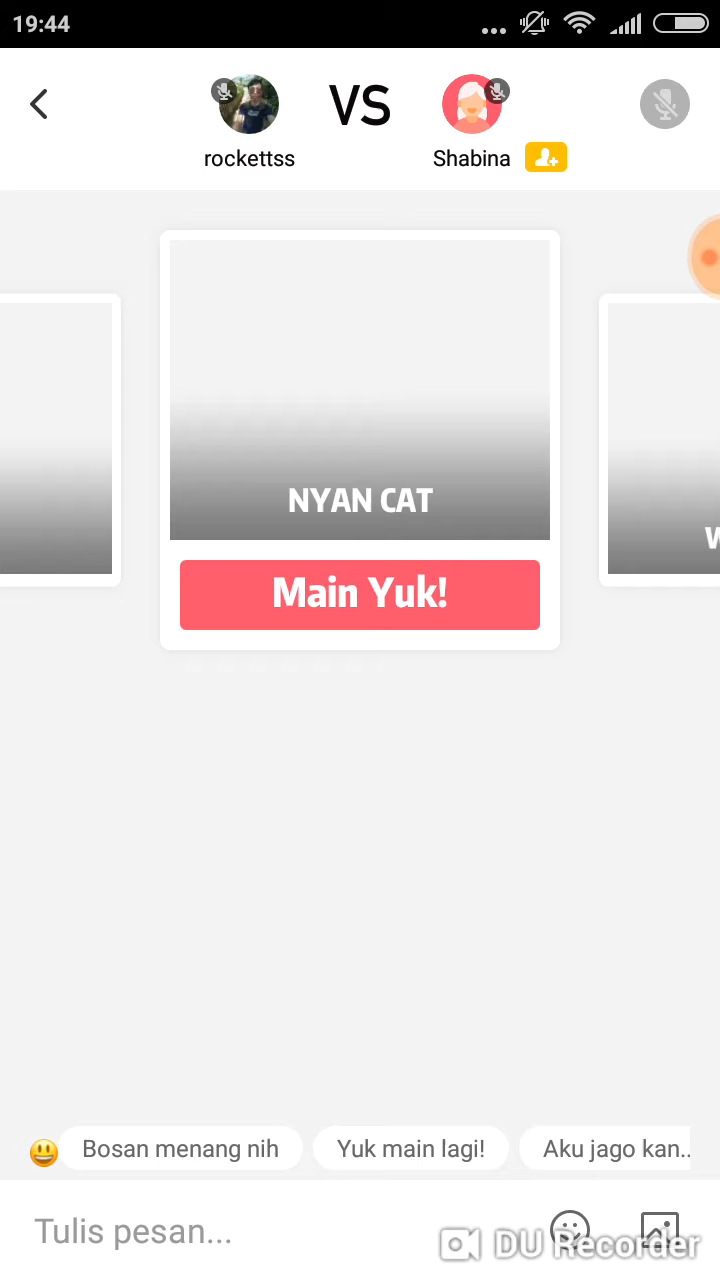 19:44
VS
rockettss
Shabina
NYAN CAT
Main Yuk!
Bosan menang nih
Yuk main lagi!
Aku jago kan..
Tulis pesan...
DU Recorder